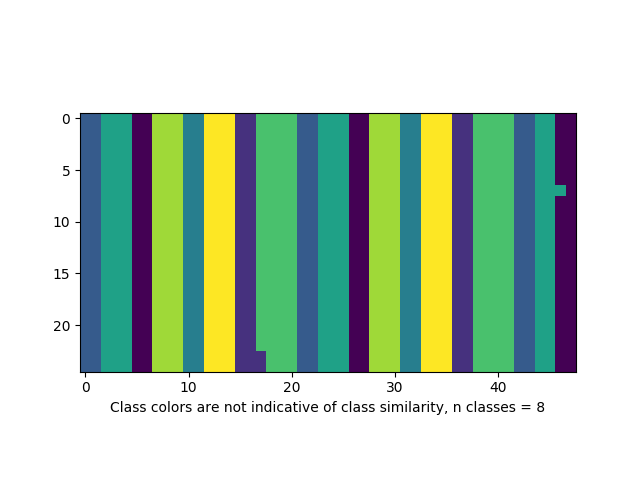 0
5
10
15
20
0 10 20 30 40
Class colors are not indicative of class similarity, n classes = 8